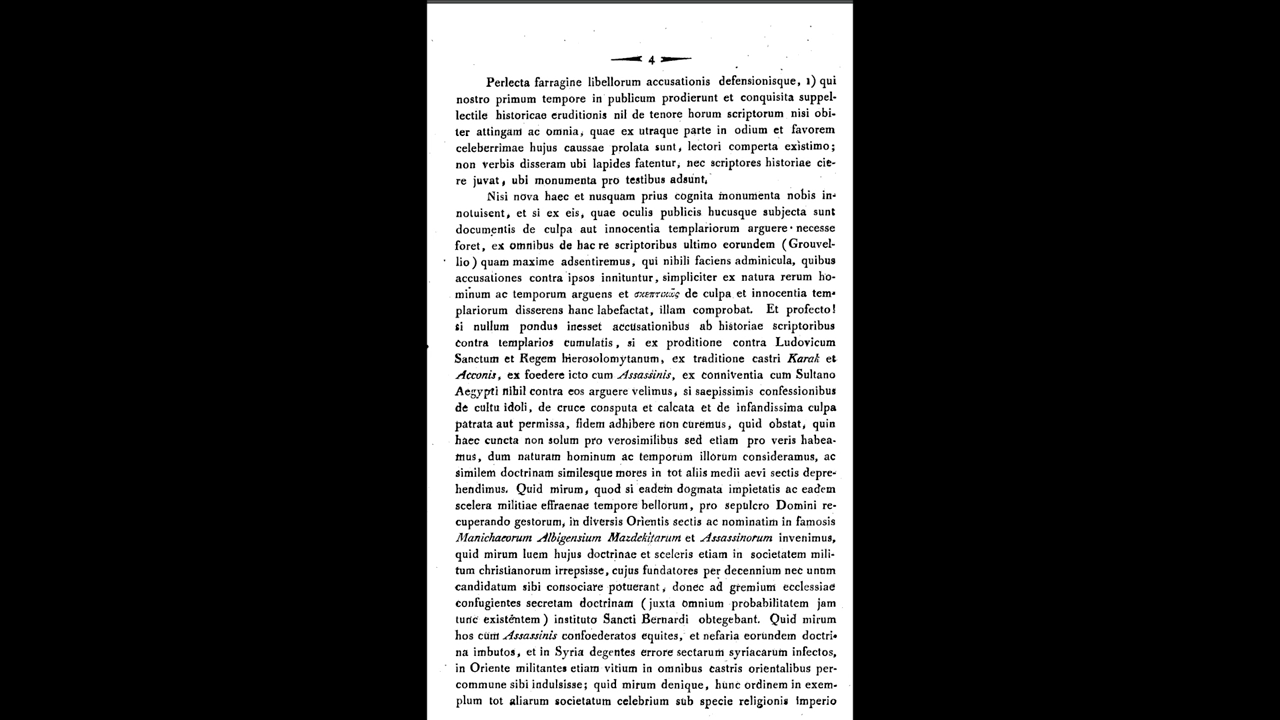 4
Perlecta farragine libellorum accusationis defensionisque, 1) qui
nostro primum tempore in publicum prodierunt et conquisita suppel-
lectile historicae eruditionis nil de tenore horum scriptorum nisi obi-
ter attingam ac omnia, quae ex utraque parte in odium et favorem
celeberrimae hujus caussae prolata sunt, lectori comperta existimo;
non verbis disseram ubi lapides fatentur, nec scriptores historiae cie-
re juvat, ubi monumenta pro testibus adsunt.
Nisi nova haec et nusquam prius cognita monumenta nobis in-
notuisent, et si ex eis, quae oculis publicis hucusque subjecta sunt
documentis de culpa aut innocentia templariorum arguere necesse
foret, ex omnibus de hac re scriptoribus ultimo eorundem (Grouvel-
lio) quam maxime adsentiremus, qui nihili faciens adminicula, quibus
accusationes contra ipsos innituntur, simpliciter ex natura rerum ho-
minum ac temporum arguens et σκεπτικῶς de culpa et innocentia tem-
plariorum disserens hanc labefactat, illam comprobat. Et profecto!
si nullum pondus inesset accusationibus ab historiae scriptoribus
contra templarios cumulatis, si ex proditione contra Ludovicum
Sanctum et Regem Hierosolomytanum, ex traditione castri Karak et
Acconis, ex foedere icto cum Assassinis, ex conniventia cum Sultano
Aegypti nihil contra eos arguere velimus, si saepissimis confessionibus
de cultu idoli, de cruce consputa et calcata et de infandissima culpa
patrata aut permissa, fidem adhibere non curemus, quid obstat, quin
haec cuncta non solum pro verosimilibus sed etiam pro veris habea-
mus, dum naturam hominum ac temporum illorum consideramus, ac
similem doctrinam similesque mores in tot aliis medii aevi sectis depre-
hendimus. Quid mirum, quod si eadem dogmata impietatis ac eadem
scelera militiae effraenae tempore bellorum, pro sepulcro Domini re-
cuperando gestorum, in diversis Orientis sectis ac nominatim in famosis
Manichaeorum Albigensium Mazdekitarum et Assassinorum invenimus,
quid mirum luem hujus doctrinae et sceleris etiam in societatem mili-
tum christianorum irrepsisse, cujus fundatores per decennium nec unum
candidatum sibi consociare potuerant, donec ad gremium ecclessiae
confugientes secretam doctrinam (juxta omnium probabilitatem jam
tunc existentem) instituto Sancti Bernardi obtegebant. Quid mirum
hos cum Assassinis confoederatos equites, et nefaria eorundem doctri-
na imbutos, et in Syria degentes errore sectarum syriacarum infectos,
in Oriente militantes etiam vitium in omnibus castris orientalibus per-
commune sibi indulsisse; quid mirum denique, hunc ordinem in exem-
plum tot aliarum societatum celebrium sub specie religionis imperio